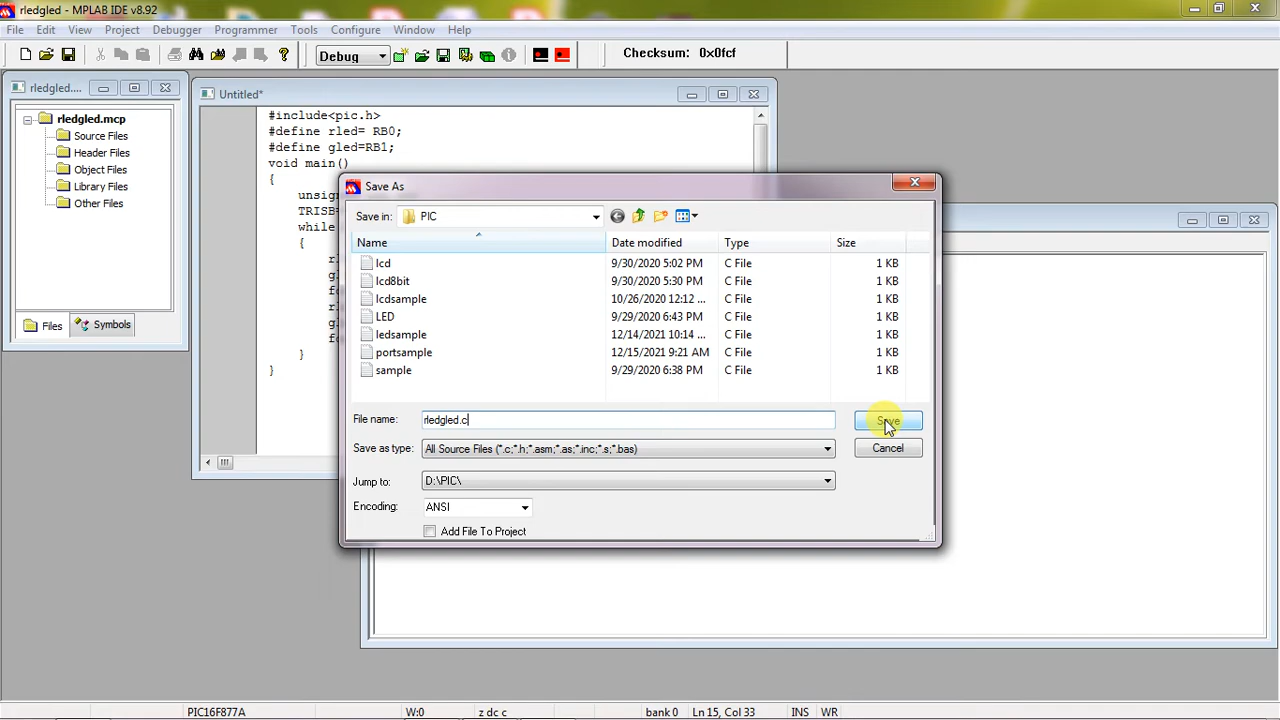 rledgled - MPLAB IDE v8.92
File Edit View Project Debugger Programmer Tools Configure Window Help
Debug
Checksum: 0x0fcf
rledgled....
rledgled.mcp
Source Files
Header Files
Object Files
Library Files
Other Files
Files
Symbols
Untitled*
#include<pic.h>
#define rled= RB0;
#define gled=RB1;
void main()
{
unsign
TRISB=
while
{
r
g
fo
r
g
fo
}
}
Save As
Save in: PIC
Name Date modified Type Size
lcd 9/30/2020 5:02 PM C File 1 KB
lcd8bit 9/30/2020 5:30 PM C File 1 KB
lcdsample 10/26/2020 12:12 ... C File 1 KB
LED 9/29/2020 6:43 PM C File 1 KB
ledsample 12/14/2021 10:14 ... C File 1 KB
portsample 12/15/2021 9:21 AM C File 1 KB
sample 9/29/2020 6:38 PM C File 1 KB
File name: rledgled.c
Save
Save as type: All Source Files (*.c;*.h;*.asm;*.as;*.inc;*.s;*.bas)
Cancel
Jump to: D:\PIC\
Encoding: ANSI
Add File To Project
PIC16F877A W:0 z dc c bank 0 Ln 15, Col 33 INS WR